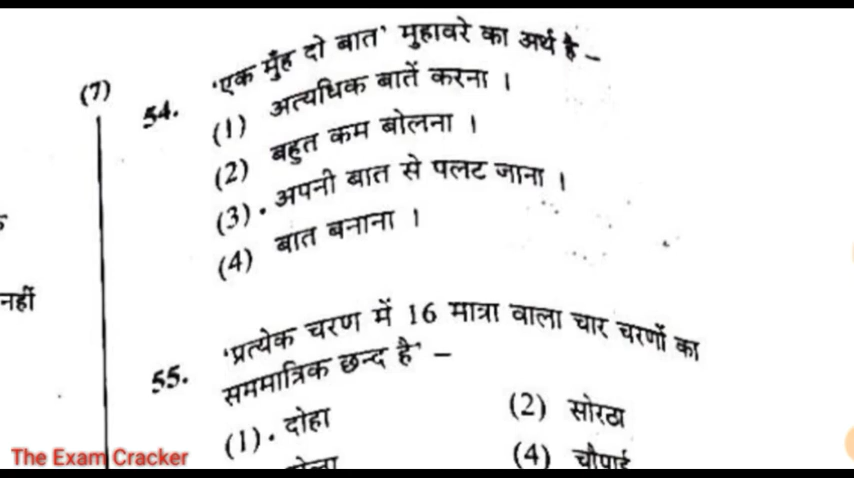 (7)
54. 'एक मुँह दो बात' मुहावरे का अर्थ है –
(1) अत्यधिक बातें करना ।
(2) बहुत कम बोलना ।
(3) . अपनी बात से पलट जाना ।
(4) बात बनाना ।
नहीं
55. 'प्रत्येक चरण में 16 मात्रा वाला चार चरणों का
सममात्रिक छन्द है' –
(1) . दोहा
(2) सोरठा
(4) चौपाई
The Exam Cracker